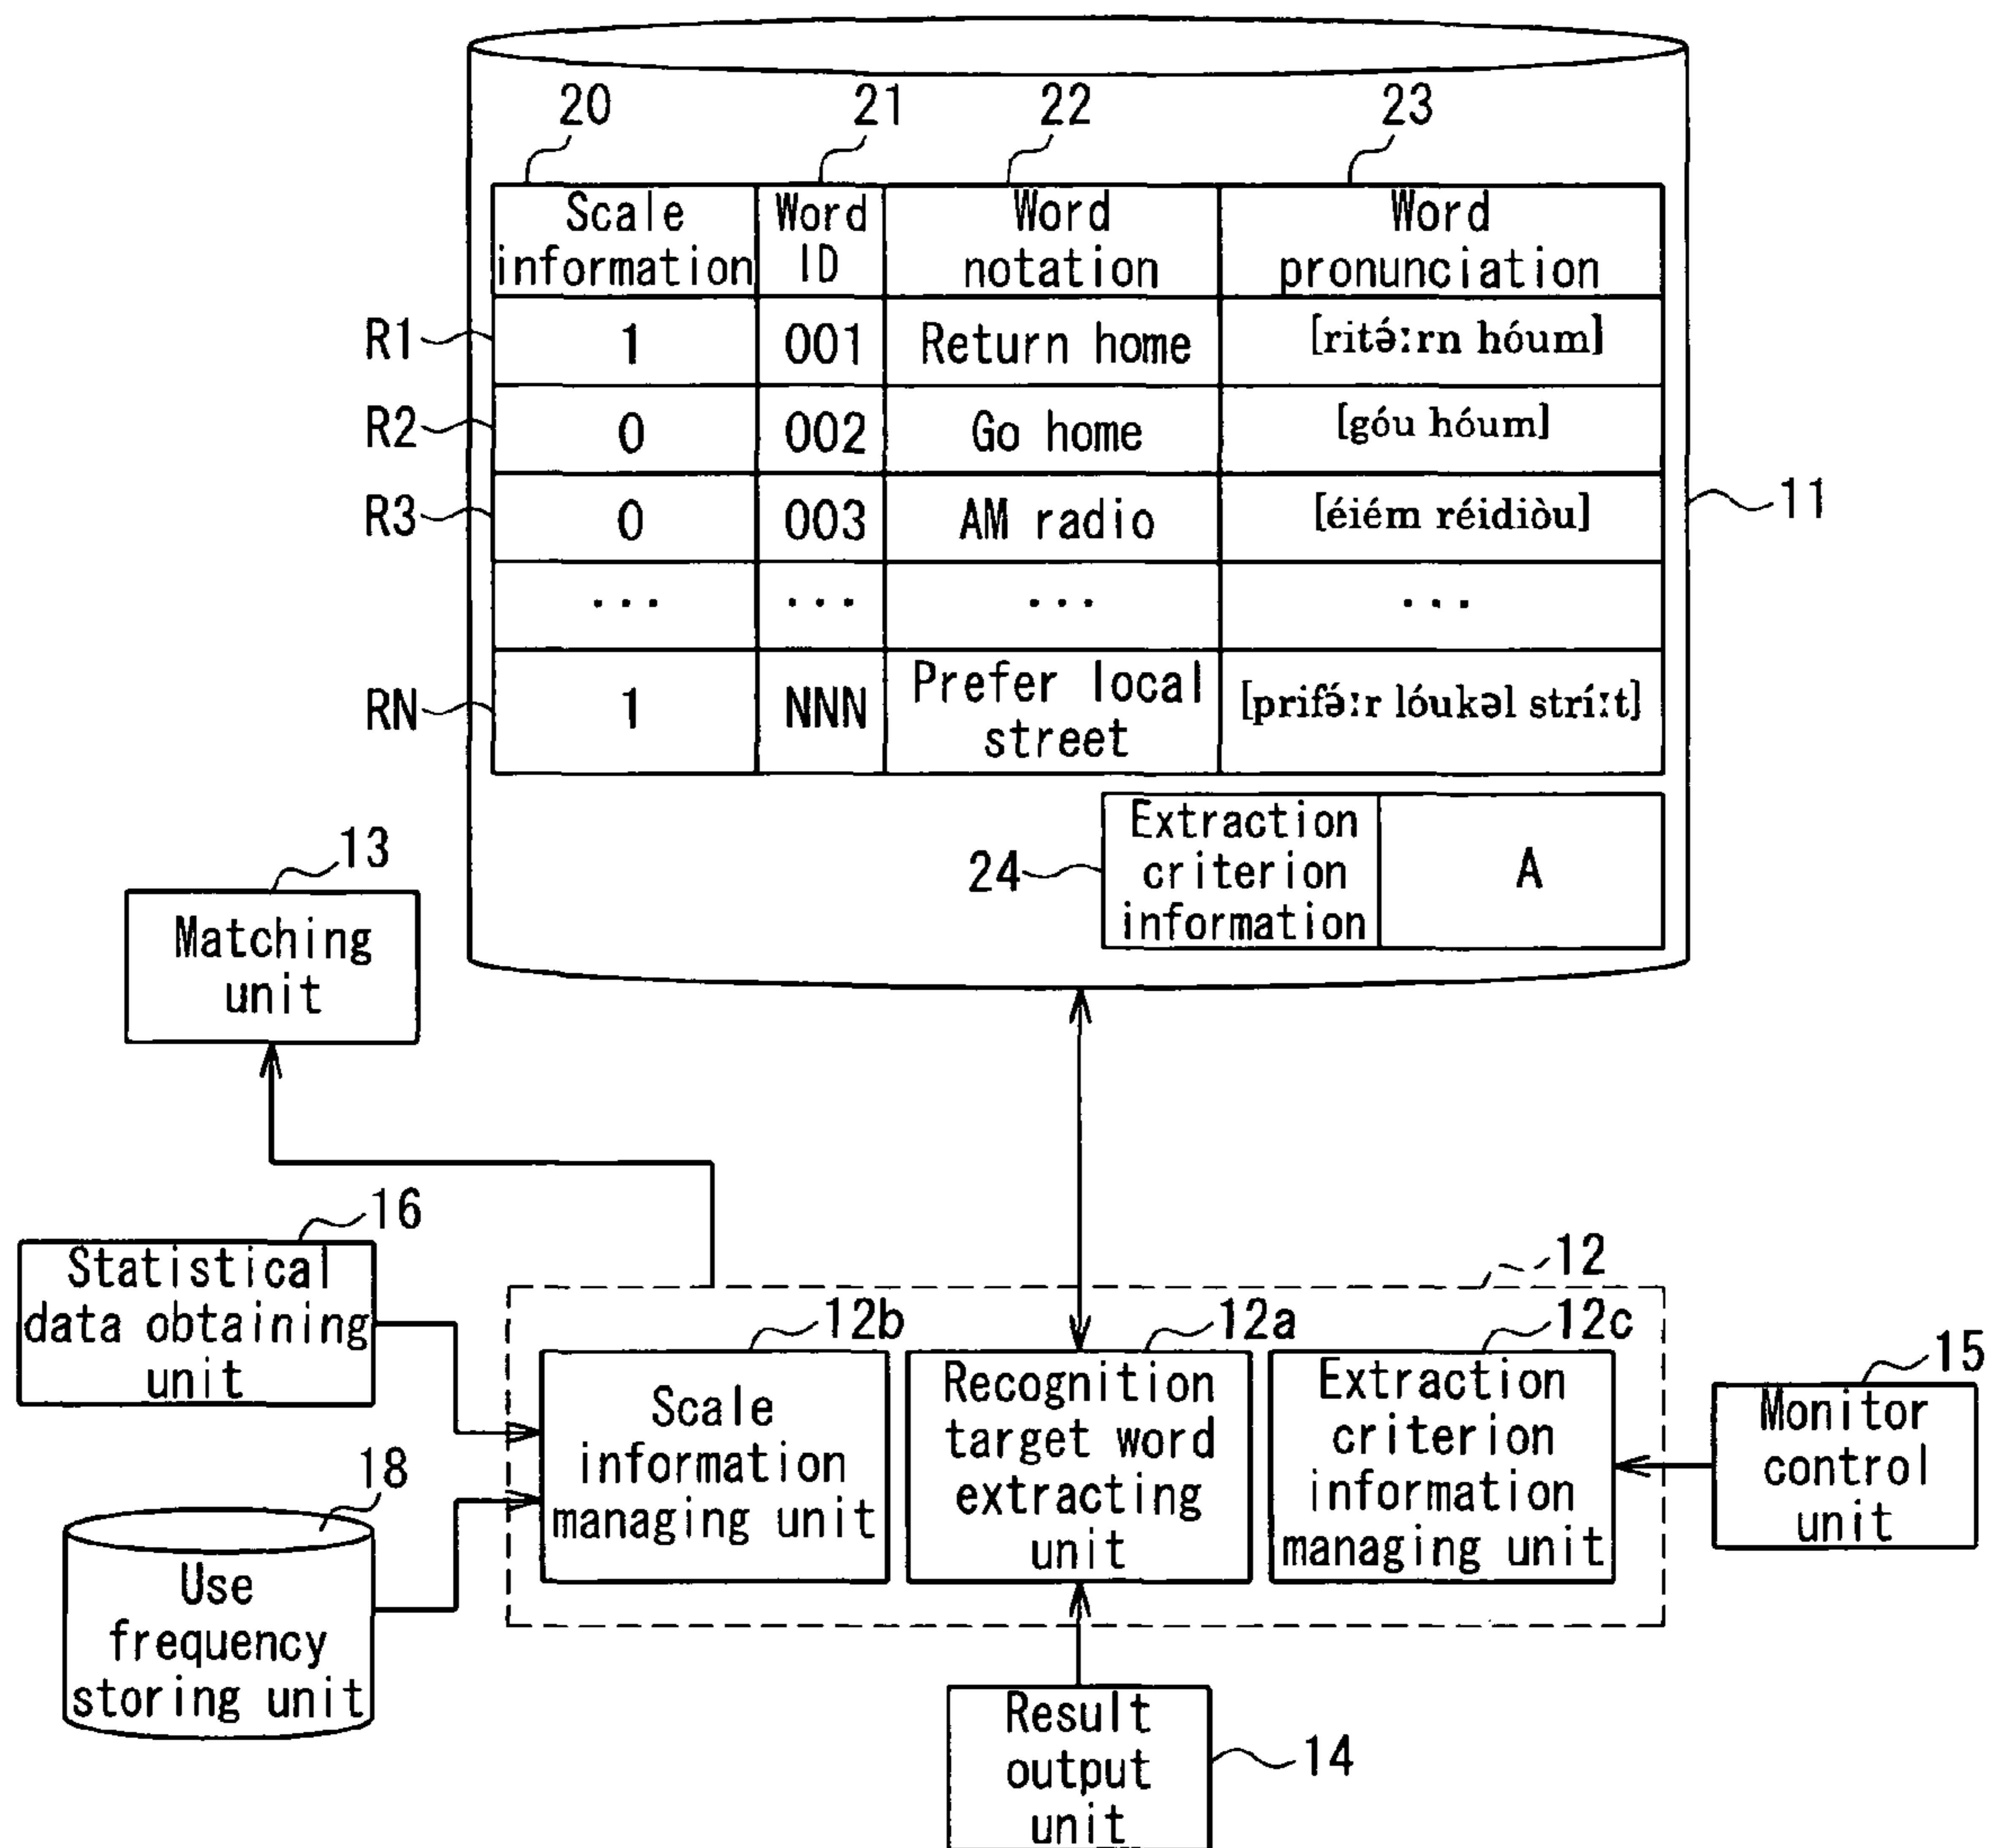 20 21 22 23
Scale Word Word Word
information ID notation pronunciation
R1 1 001 Return home [ritə́ːrn hóum]
R2 0 002 Go home [góu hóum]
R3 0 003 AM radio [éiém réidiòu]
11
... ... ... ...
RN 1 NNN Prefer local street [prifə́ːr lóukəl stríːt]
24
Extraction
criterion
information
A
13
Matching
unit
16
Statistical
data obtaining
unit
18
Use
frequency
storing unit
12
12b
Scale
information
managing unit
12a
Recognition
target word
extracting
unit
12c
Extraction
criterion
information
managing unit
15
Monitor
control
unit
Result
output
unit
14